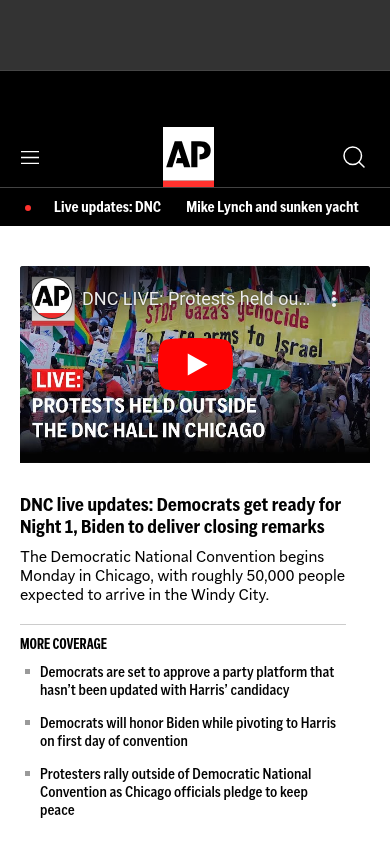 AP
Live updates: DNC
Mike Lynch and sunken yacht
AP
DNC LIVE: Protests held ou...
STOP Gaza's genocide
arms to Israel
LIVE:
PROTESTS HELD OUTSIDE
THE DNC HALL IN CHICAGO
DNC live updates: Democrats get ready for
Night 1, Biden to deliver closing remarks
The Democratic National Convention begins
Monday in Chicago, with roughly 50,000 people
expected to arrive in the Windy City.
MORE COVERAGE
Democrats are set to approve a party platform that
hasn’t been updated with Harris’ candidacy
Democrats will honor Biden while pivoting to Harris
on first day of convention
Protesters rally outside of Democratic National
Convention as Chicago officials pledge to keep
peace